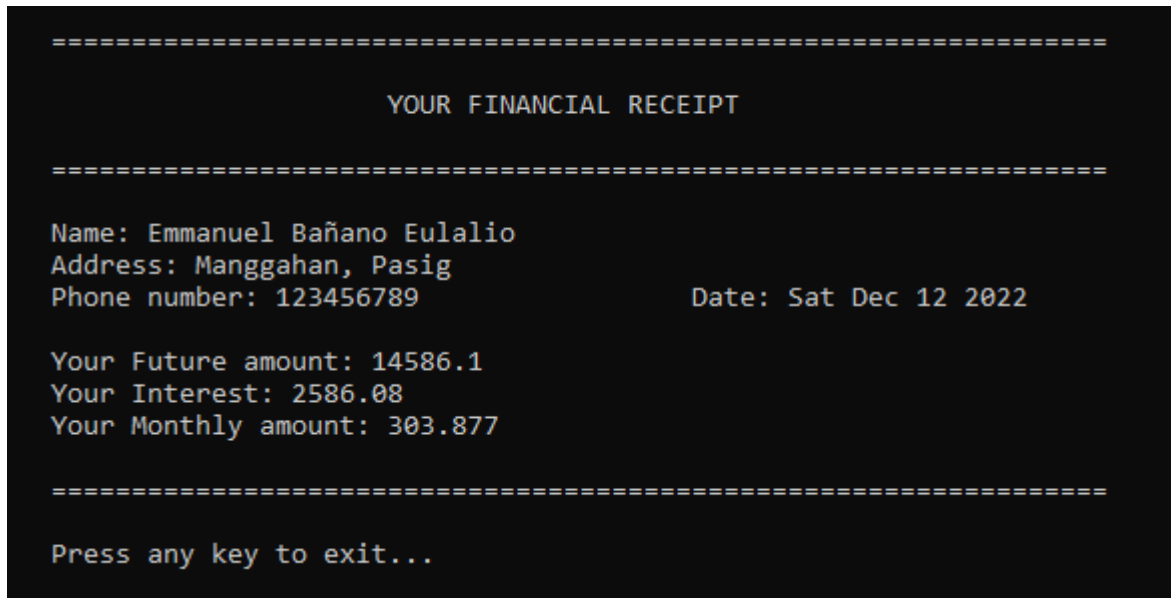 ==================================================================
YOUR FINANCIAL RECEIPT
==================================================================
Name: Emmanuel Bañano Eulalio
Address: Manggahan, Pasig
Phone number: 123456789 Date: Sat Dec 12 2022
Your Future amount: 14586.1
Your Interest: 2586.08
Your Monthly amount: 303.877
==================================================================
Press any key to exit...